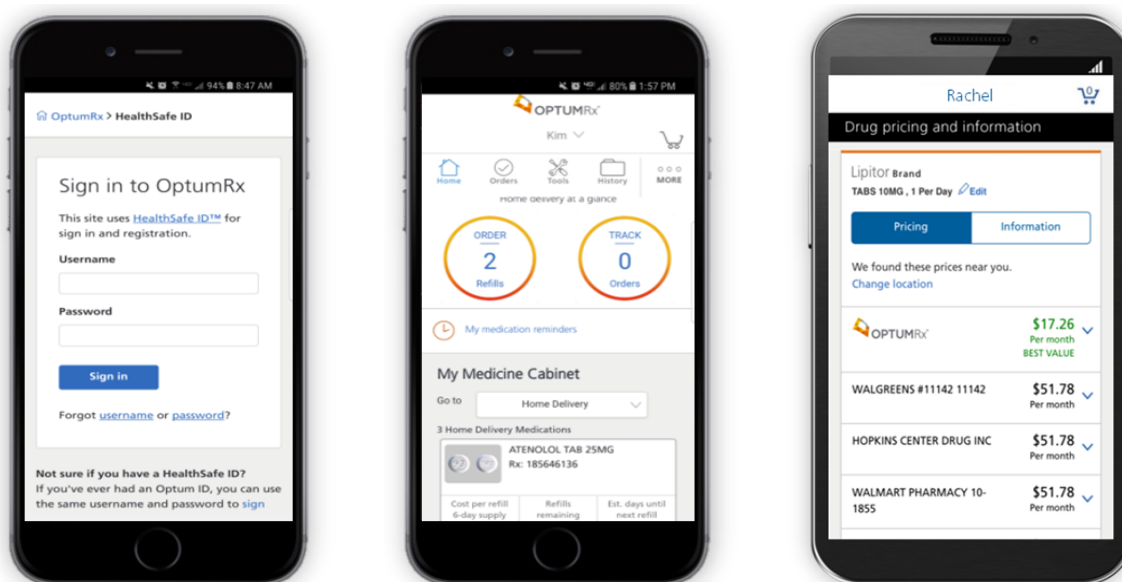 94% 8:47 AM
OptumRx > HealthSafe ID
Sign in to OptumRx
This site uses HealthSafe ID™ for
sign in and registration.
Username
Password
Sign in
Forgot username or password?
Not sure if you have a HealthSafe ID?
If you've ever had an Optum ID, you can use
the same username and password to sign
80% 1:57 PM
OPTUMRx®
Kim
Home Orders Tools History MORE
Home delivery at a glance
ORDER
2
Refills
TRACK
0
Orders
My medication reminders
My Medicine Cabinet
Go to Home Delivery
3 Home Delivery Medications
ATENOLOL TAB 25MG
Rx: 185646136
Cost per refill
6-day supply
Refills
remaining
Est. days until
next refill
Rachel
0
Drug pricing and information
Lipitor Brand
TABS 10MG , 1 Per Day Edit
Pricing Information
We found these prices near you.
Change location
OPTUMRx® $17.26
Per month
BEST VALUE
WALGREENS #11142 11142 $51.78
Per month
HOPKINS CENTER DRUG INC $51.78
Per month
WALMART PHARMACY 10- $51.78
1855 Per month